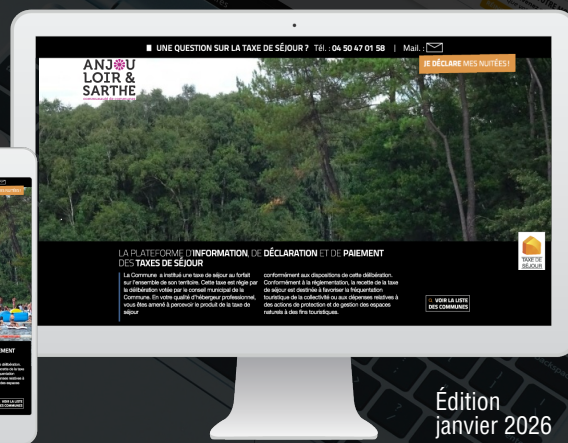 UNE QUESTION SUR LA TAXE DE SÉJOUR ? Tél. : 04 50 47 01 58 | Mail. :
JE DÉCLARE MES NUITÉES !
ANJOU
LOIR &
SARTHE
LA PLATEFORME D'INFORMATION, DE DÉCLARATION ET DE PAIEMENT
DES TAXES DE SÉJOUR
La Commune a institué une taxe de séjour au forfait
sur l'ensemble de son territoire. Cette taxe est régie par
la délibération votée par le conseil municipal de la
Commune. En votre qualité d'hébergeur professionnel,
vous êtes amené à percevoir le produit de la taxe de
séjour
conformément aux dispositions de cette délibération.
Conformément à la règlementation, la recette de la taxe
de séjour est destinée à favoriser la fréquentation
touristique de la collectivité ou aux dépenses relatives à
des actions de protection et de gestion des espaces
naturels à des fins touristiques.
VOIR LA LISTE
DES COMMUNES
TAXE DE
SÉJOUR
Édition
janvier 2026